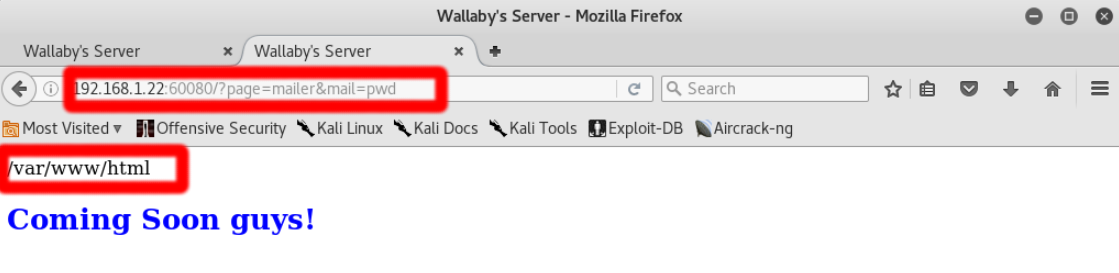 Wallaby's Server - Mozilla Firefox
Wallaby's Server × Wallaby's Server ×
192.168.1.22:60080/?page=mailer&mail=pwd Search
Most Visited Offensive Security Kali Linux Kali Docs Kali Tools Exploit-DB Aircrack-ng
/var/www/html
Coming Soon guys!